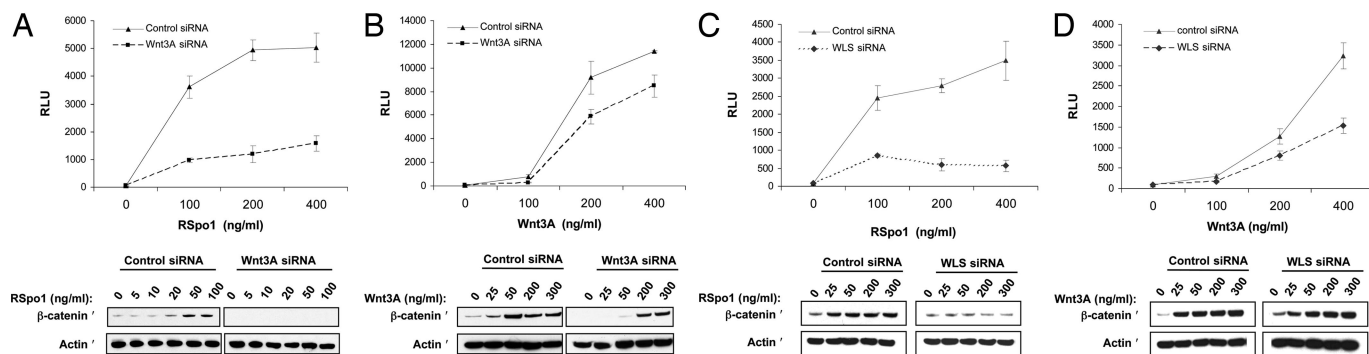 A
Control siRNA
Wnt3A siRNA
6000
5000
4000
3000
2000
1000
0
RLU
0 100 200 400
RSpo1 (ng/ml)
Control siRNA Wnt3A siRNA
RSpo1 (ng/ml): 0 5 10 20 50 100 0 5 10 20 50 100
β-catenin '
Actin '
B
Control siRNA
Wnt3A siRNA
14000
12000
10000
8000
6000
4000
2000
0
RLU
0 100 200 400
Wnt3A (ng/ml)
Control siRNA Wnt3A siRNA
Wnt3A (ng/ml): 0 25 50 200 300 0 25 50 200 300
β-catenin '
Actin '
C
Control siRNA
WLS siRNA
4500
4000
3500
3000
2500
2000
1500
1000
500
0
RLU
0 100 200 400
RSpo1 (ng/ml)
Control siRNA WLS siRNA
RSpo1 (ng/ml): 0 25 50 200 300 0 25 50 200 300
β-catenin '
Actin '
D
control siRNA
WLS siRNA
4000
3500
3000
2500
2000
1500
1000
500
0
RLU
0 100 200 400
Wnt3A (ng/ml)
Control siRNA WLS siRNA
Wnt3A (ng/ml): 0 25 50 200 300 0 25 50 200 300
β-catenin '
Actin '